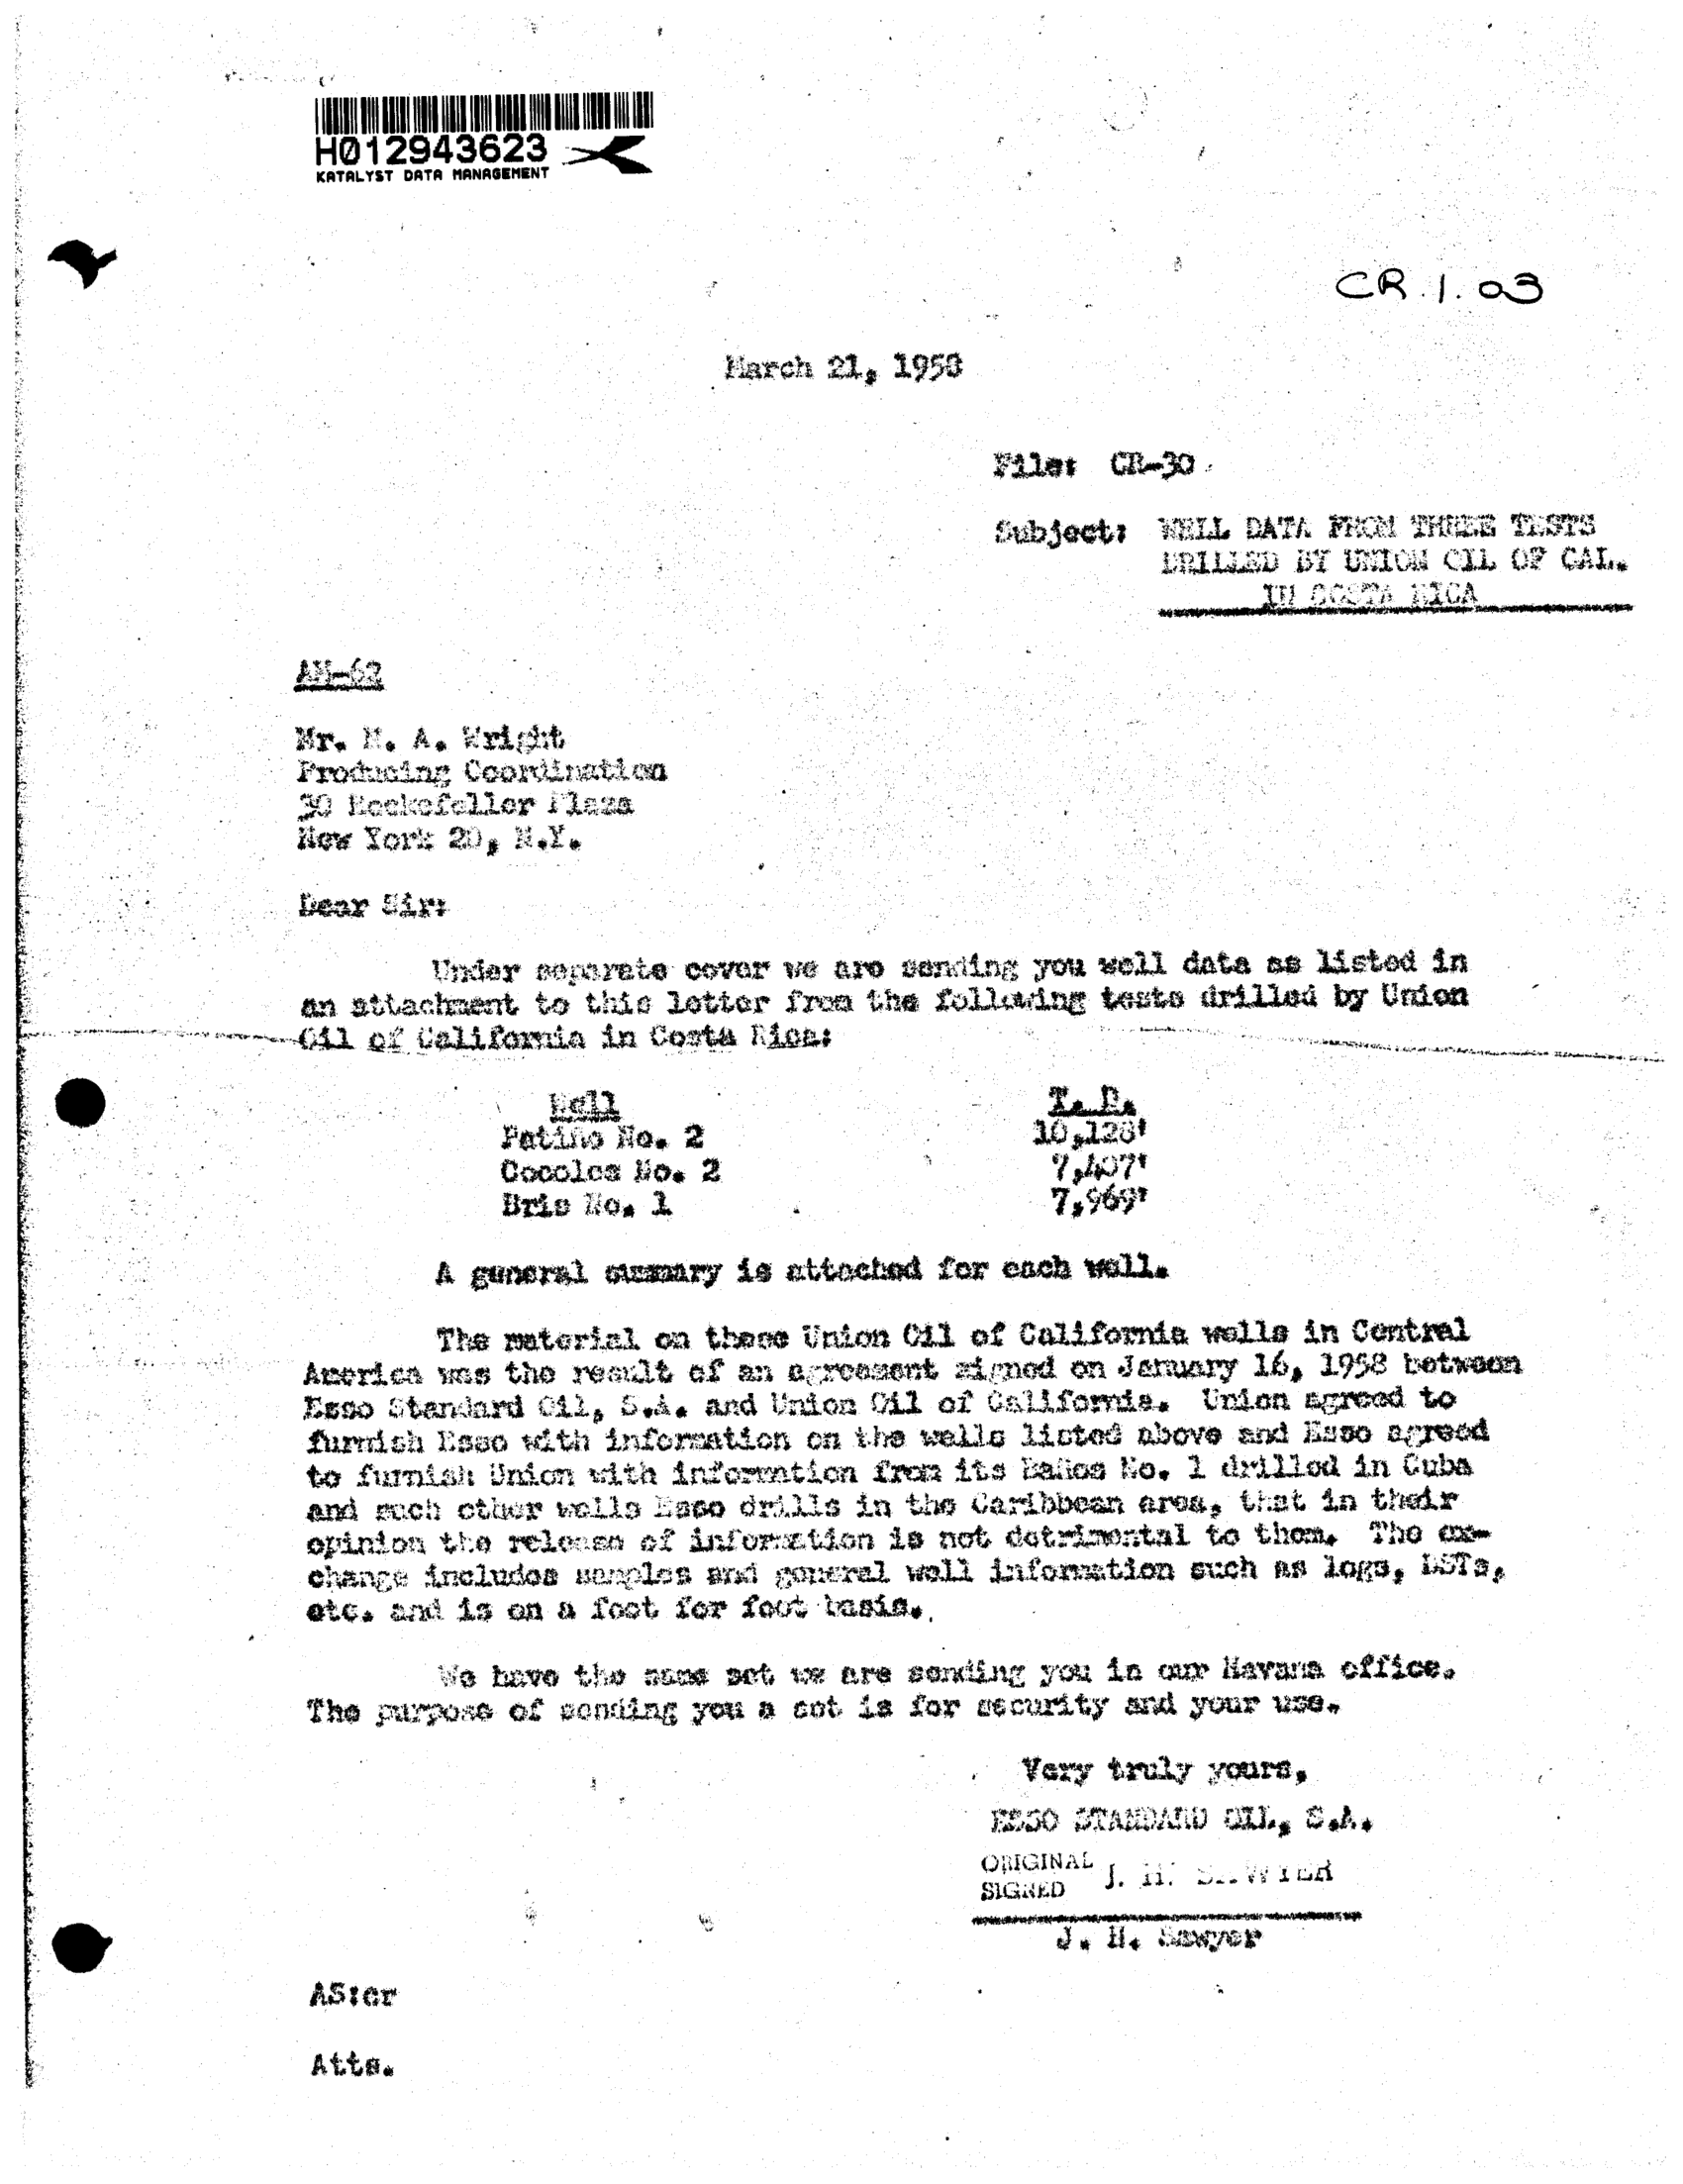 H012943623
KATALYST DATA MANAGEMENT
CR.1.03
March 21, 1958
File: CR-30
Subject: WELL DATA FROM THREE TESTS
DRILLED BY UNION OIL OF CAL.
IN COSTA RICA
AM-62
Mr. M. A. Wright
Producing Coordination
30 Rockefeller Plaza
New York 20, N.Y.
Dear Sir:
Under separate cover we are sending you well data as listed in
an attachment to this letter from the following tests drilled by Union
Oil of California in Costa Rica:
Well T. D.
Patiño No. 2 10,128'
Cocoles No. 2 7,407'
Bris No. 1 7,969'
A general summary is attached for each well.
The material on these Union Oil of California wells in Central
America was the result of an agreement signed on January 16, 1958 between
Esso Standard Oil, S.A. and Union Oil of California. Union agreed to
furnish Esso with information on the wells listed above and Esso agreed
to furnish Union with information from its Baños No. 1 drilled in Cuba
and such other wells Esso drills in the Caribbean area, that in their
opinion the release of information is not detrimental to them. The ex-
change includes samples and general well information such as logs, DSTs,
etc. and is on a foot for foot basis.
We have the same set we are sending you in our Havana office.
The purpose of sending you a set is for security and your use.
Very truly yours,
ESSO STANDARD OIL, S.A.
ORIGINAL
SIGNED J. H. SAWYER
J. H. Sawyer
AS:cr
Atts.